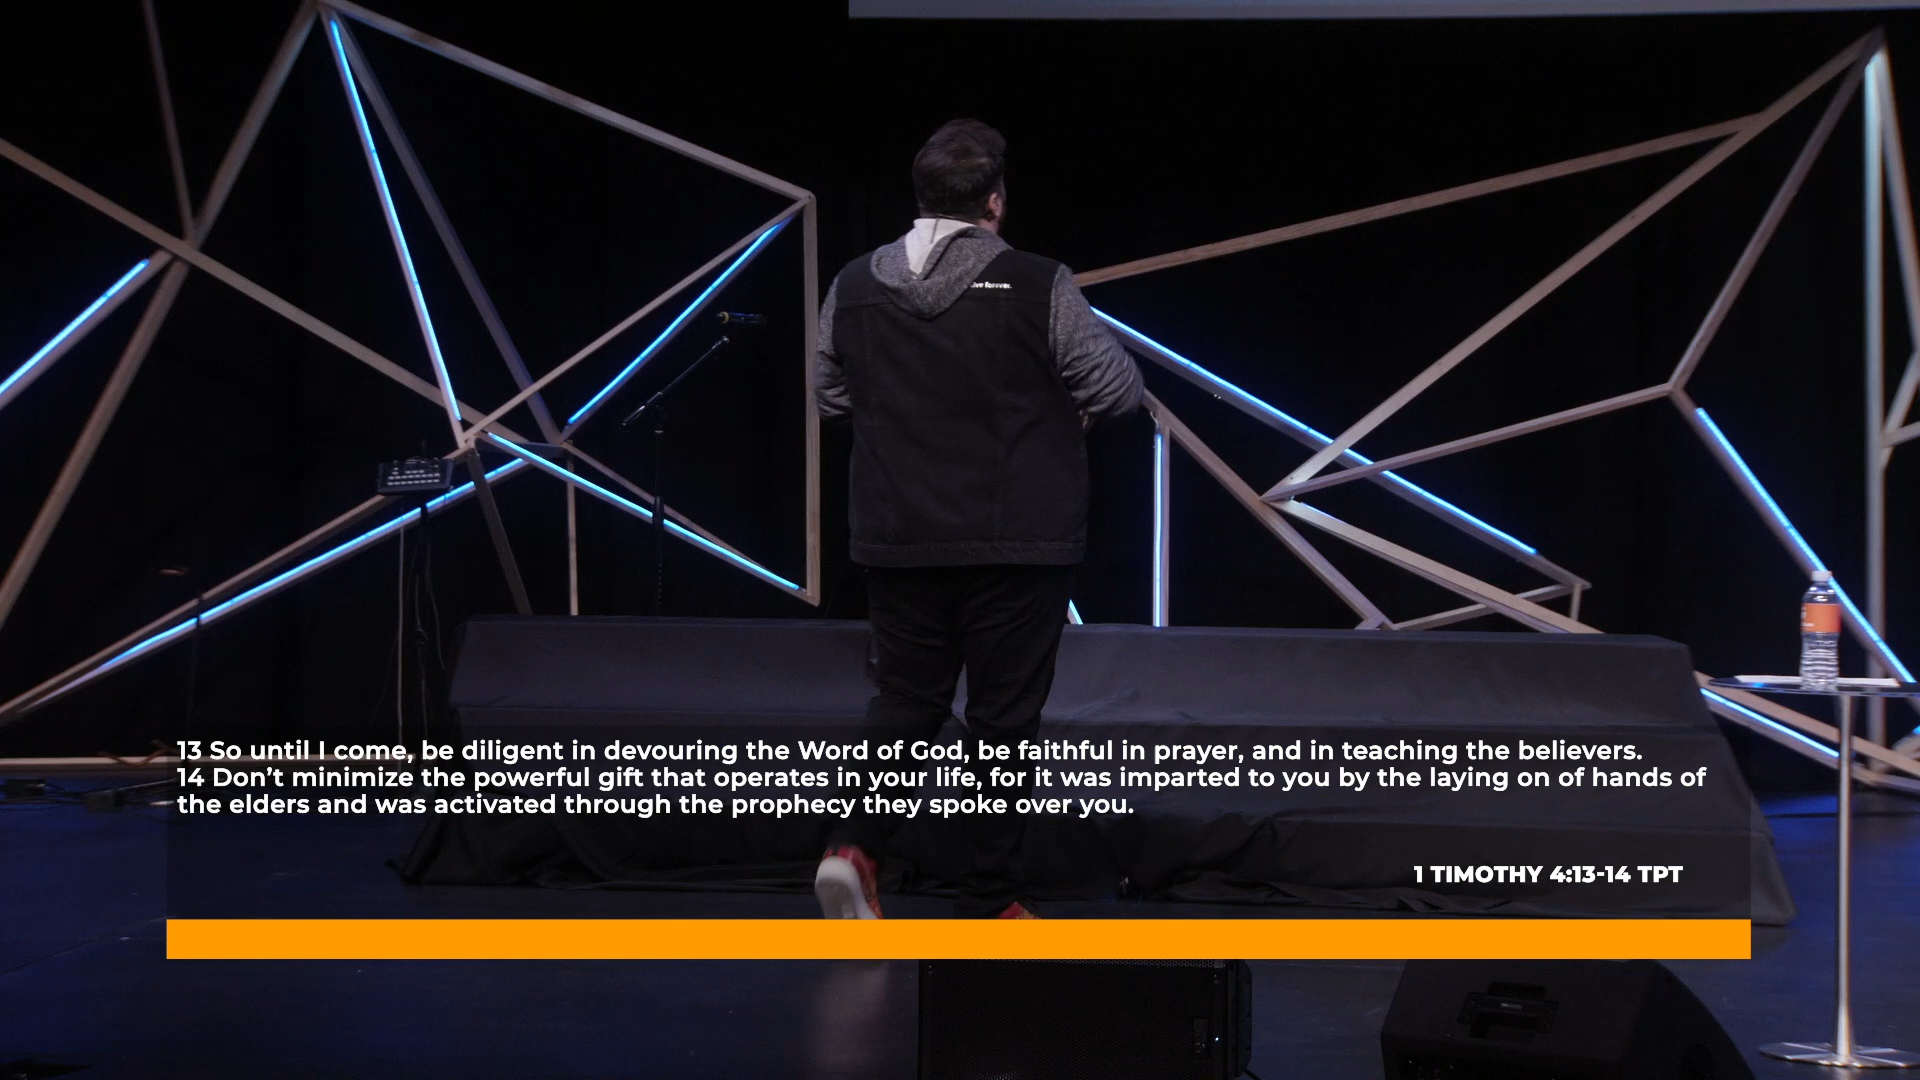 ive forever.
13 So until I come, be diligent in devouring the Word of God, be faithful in prayer, and in teaching the believers.
14 Don’t minimize the powerful gift that operates in your life, for it was imparted to you by the laying on of hands of
the elders and was activated through the prophecy they spoke over you.
1 TIMOTHY 4:13-14 TPT